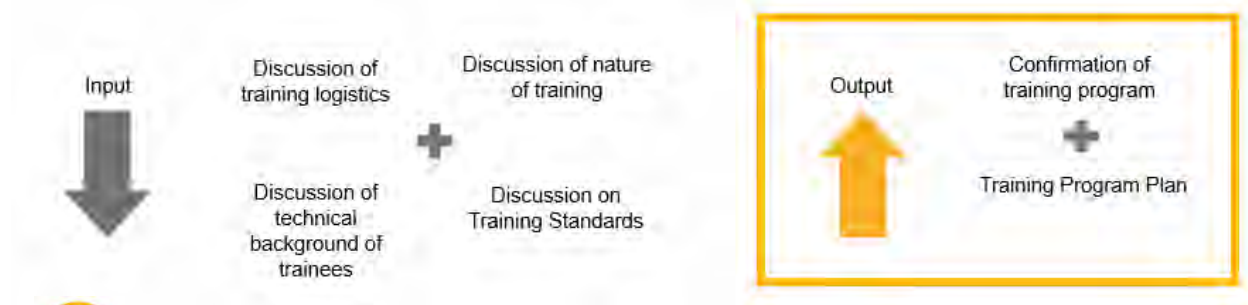 Input
Discussion of
training logistics
Discussion of nature
of training
Discussion of
technical
background of
trainees
Discussion on
Training Standards
Output
Confirmation of
training program
Training Program Plan